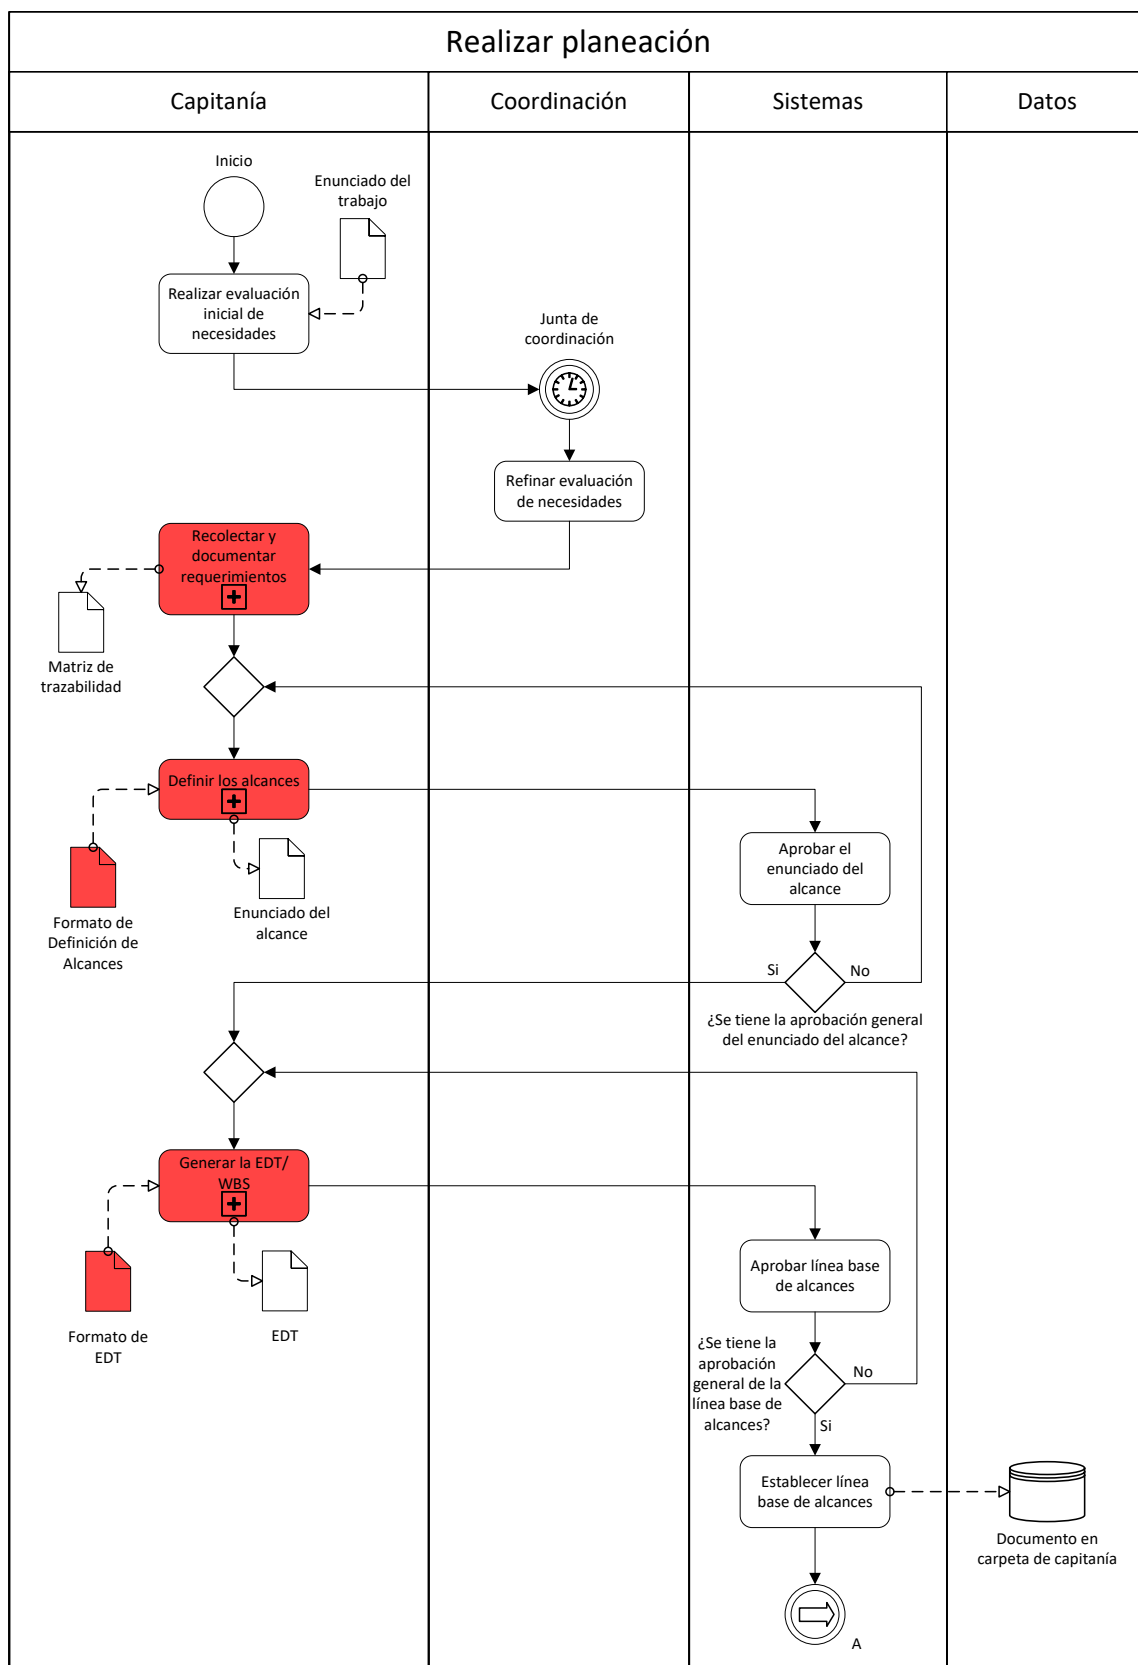 Realizar planeación
Capitanía
Coordinación
Sistemas
Datos
Inicio
Enunciado del
trabajo
Realizar evaluación
inicial de
necesidades
Junta de
coordinación
Refinar evaluación
de necesidades
Recolectar y
documentar
requerimientos
Matriz de
trazabilidad
Definir los alcances
Aprobar el
enunciado del
alcance
Formato de
Definición de
Alcances
Enunciado del
alcance
Si
No
¿Se tiene la aprobación general
del enunciado del alcance?
Generar la EDT/
WBS
Aprobar línea base
de alcances
Formato de
EDT
EDT
¿Se tiene la
aprobación
general de la
línea base de
alcances?
No
Si
Establecer línea
base de alcances
Documento en
carpeta de capitanía
A